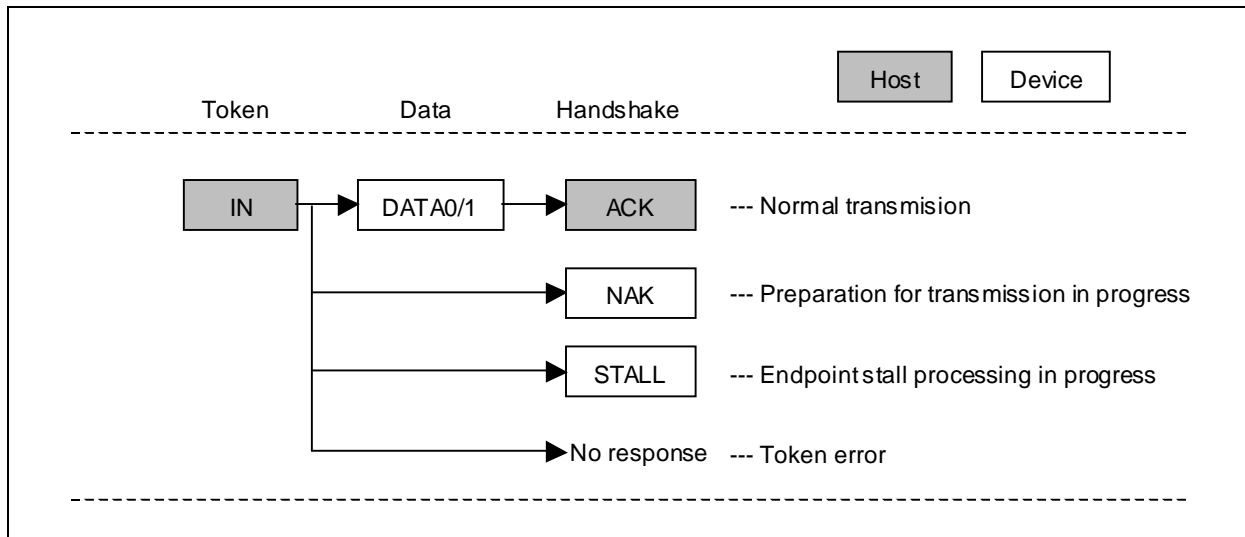 Host Device
Token Data Handshake
IN DATA0/1 ACK --- Normal transmision
NAK --- Preparation for transmission in progress
STALL --- Endpoint stall processing in progress
No response --- Token error